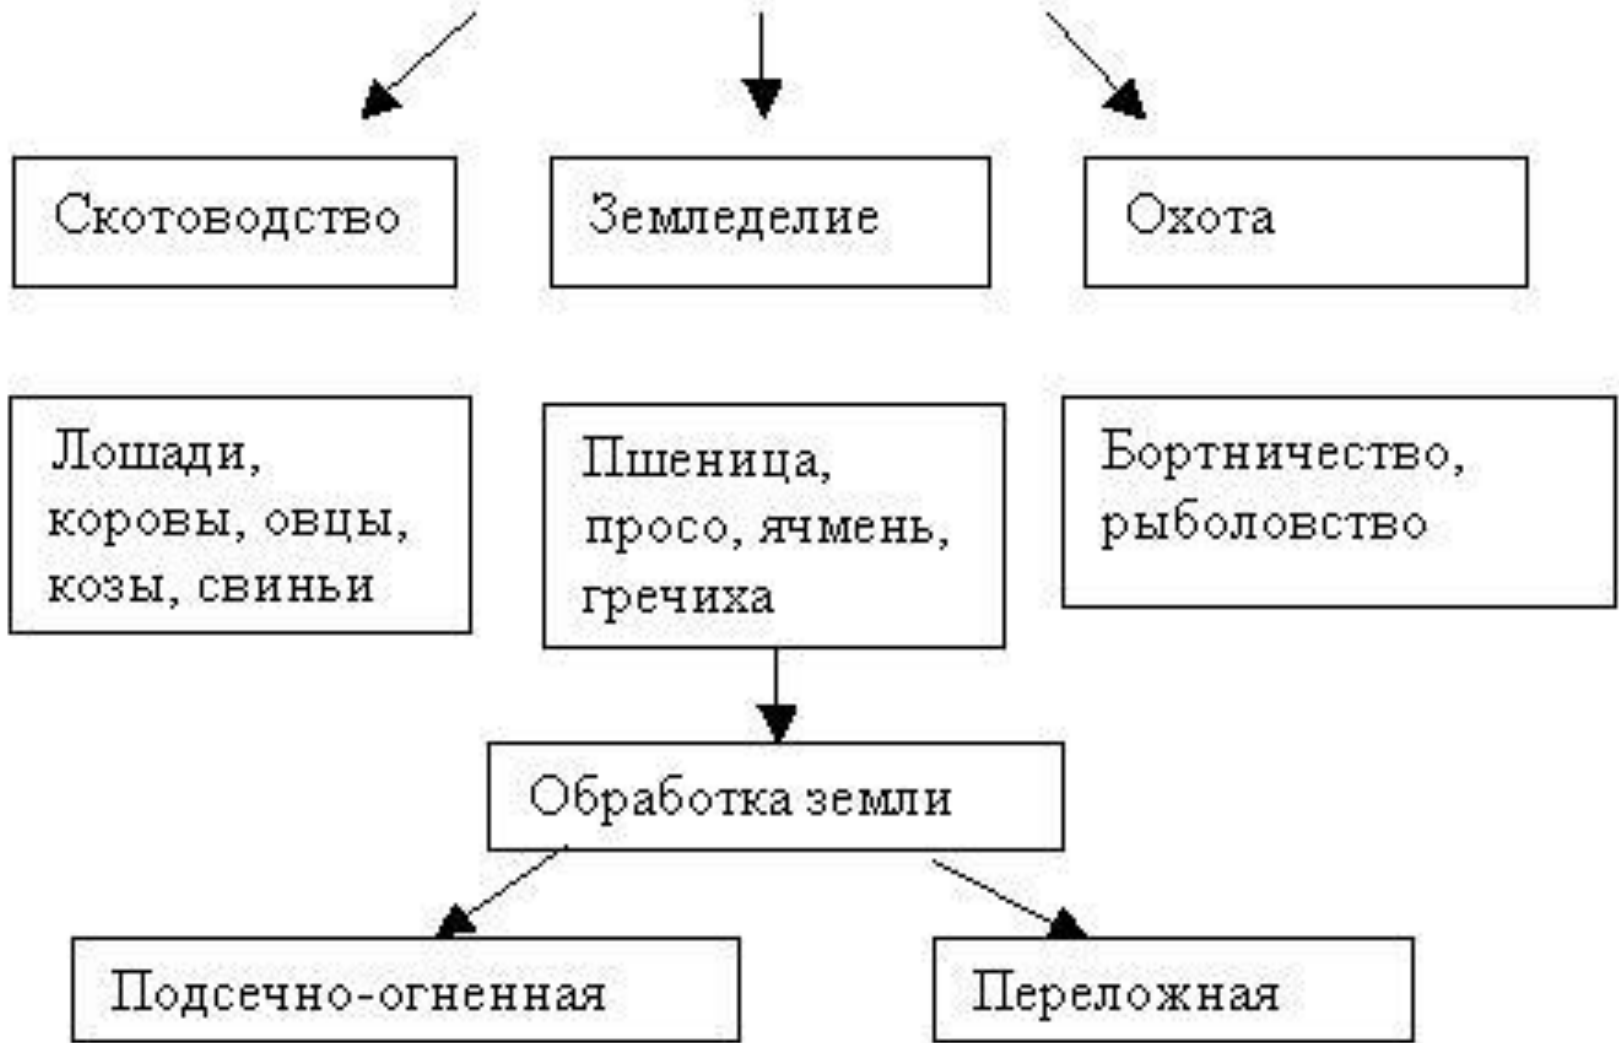 Скотоводство
Земледелие
Охота
Лошади,
коровы, овцы,
козы, свиньи
Пшеница,
просо, ячмень,
гречиха
Бортничество,
рыболовство
Обработка земли
Подсечно-огненная
Переложная